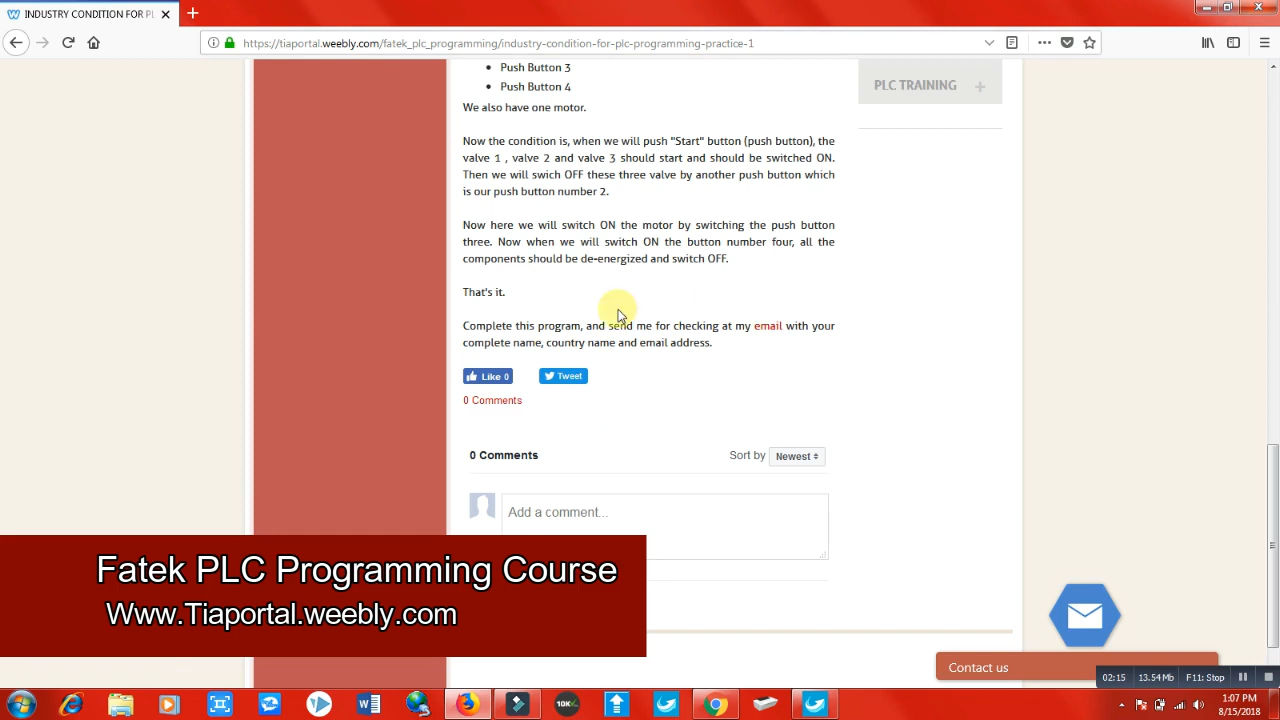 INDUSTRY CONDITION FOR PL
https://tiaportal.weebly.com/fatek_plc_programming/industry-condition-for-plc-programming-practice-1
Push Button 3
Push Button 4
PLC TRAINING +
We also have one motor.
Now the condition is, when we will push "Start" button (push button), the
valve 1 , valve 2 and valve 3 should start and should be switched ON.
Then we will swich OFF these three valve by another push button which
is our push button number 2.
Now here we will switch ON the motor by switching the push button
three. Now when we will switch ON the button number four, all the
components should be de-energized and switch OFF.
That's it.
Complete this program, and send me for checking at my email with your
complete name, country name and email address.
Like 0
Tweet
0 Comments
0 Comments
Sort by Newest
Add a comment...
Fatek PLC Programming Course
Www.Tiaportal.weebly.com
Contact us
02:15 13.54Mb F11: Stop
10K
1:07 PM
8/15/2018